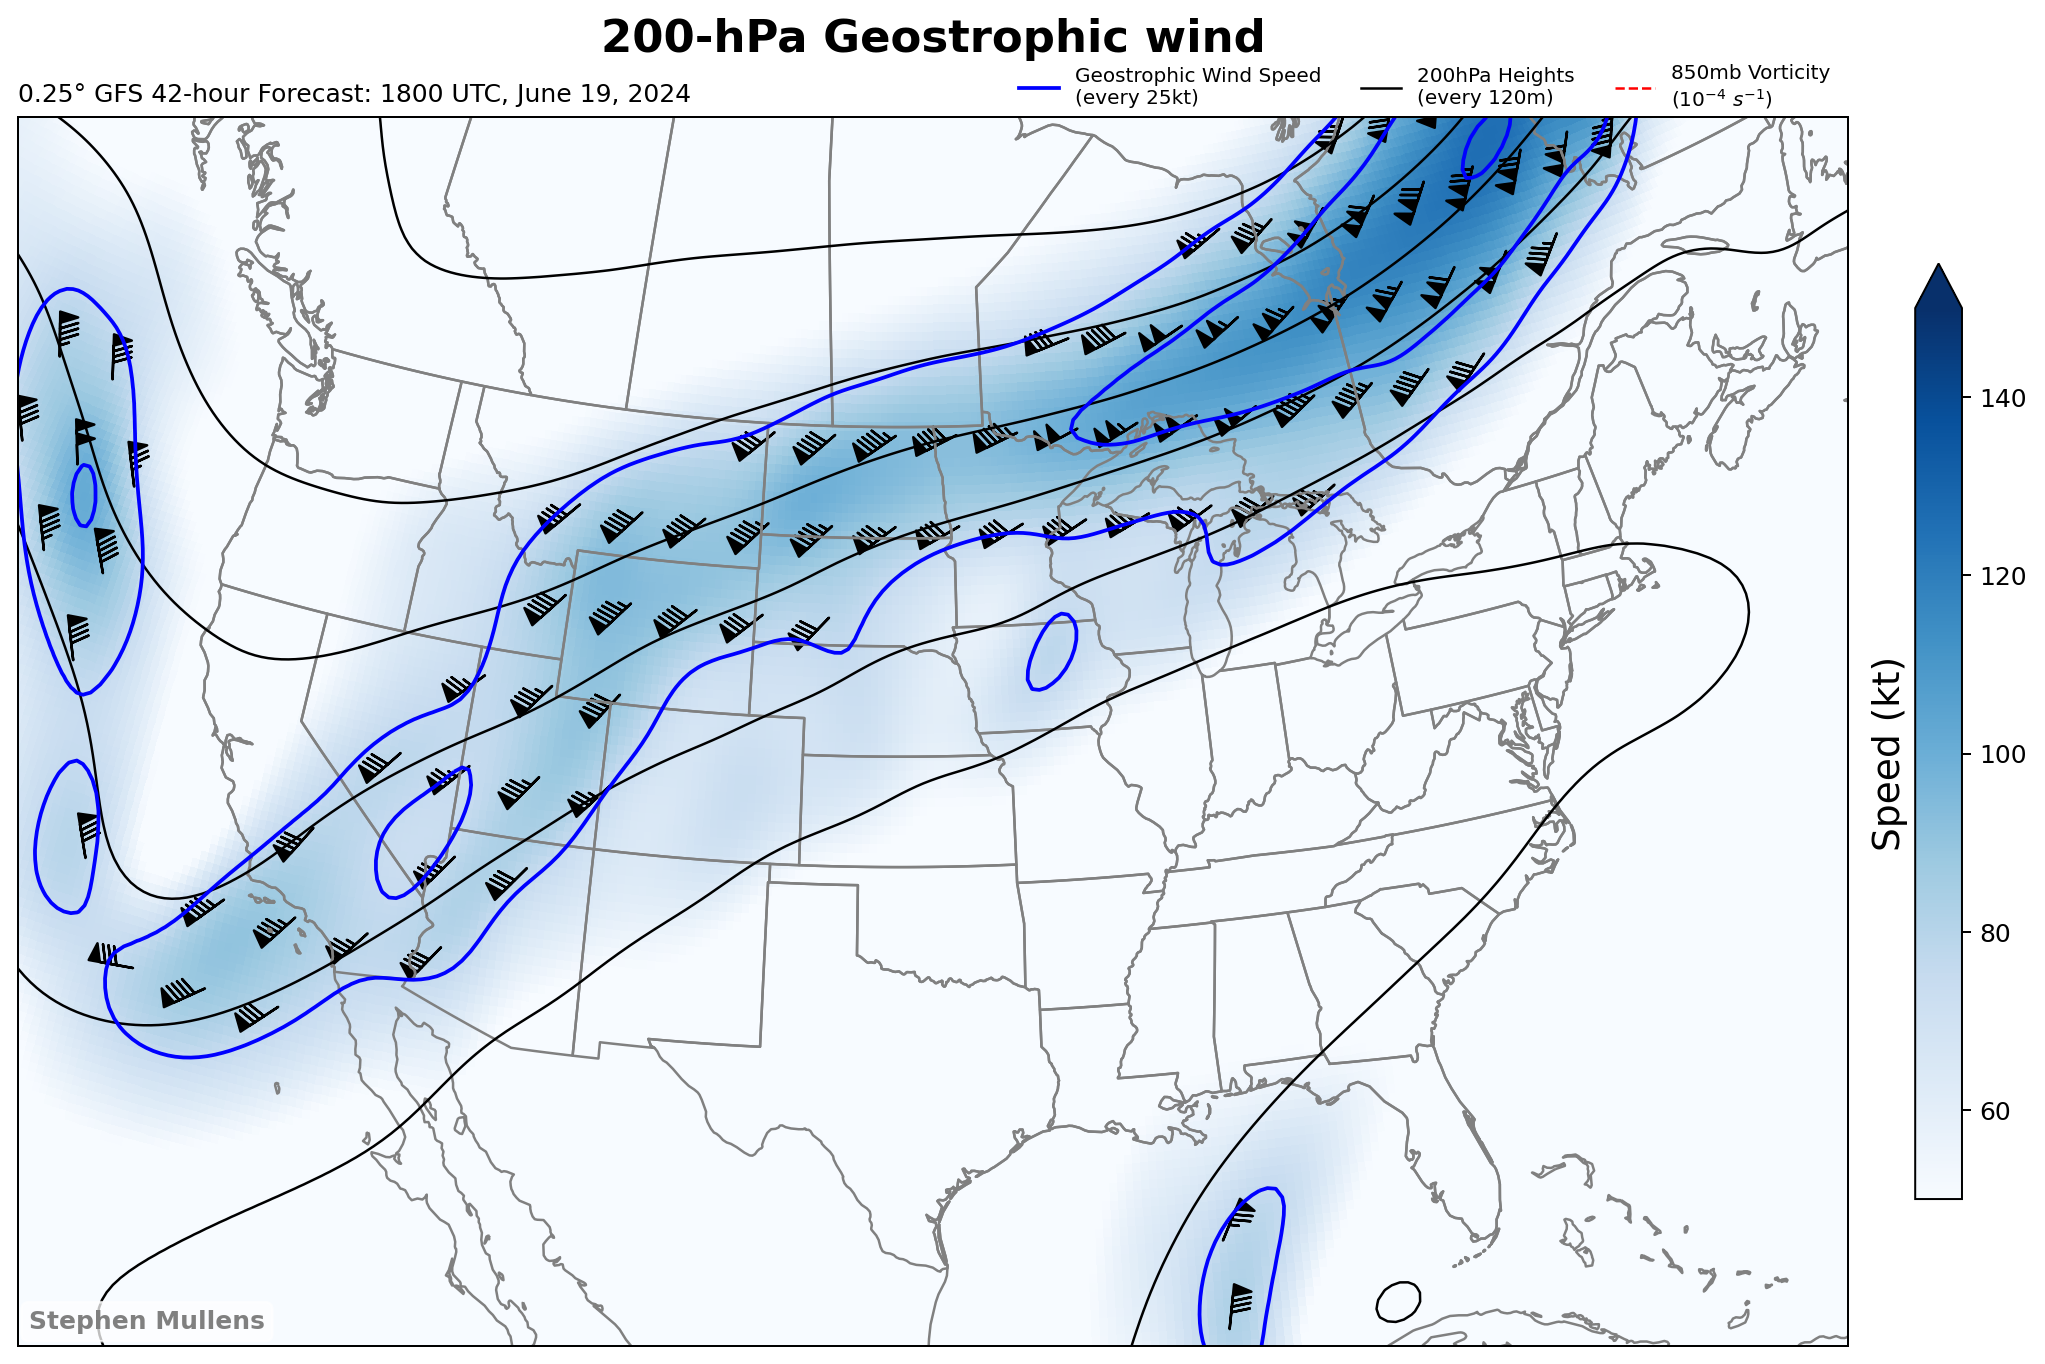 200-hPa Geostrophic wind
0.25° GFS 42-hour Forecast: 1800 UTC, June 19, 2024
Geostrophic Wind Speed
(every 25kt)
200hPa Heights
(every 120m)
850mb Vorticity
(10⁻⁴ s⁻¹)
140
120
100
80
60
Speed (kt)
Stephen Mullens